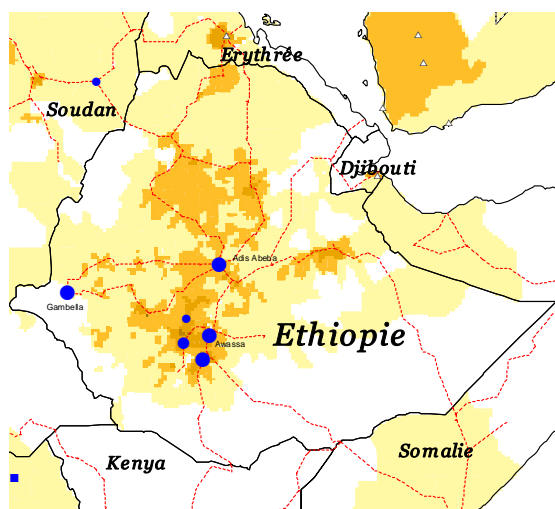 Erythrée
Soudan
Djibouti
Adis Abeba
Gambella
Ethiopie
Awassa
Somalie
Kenya